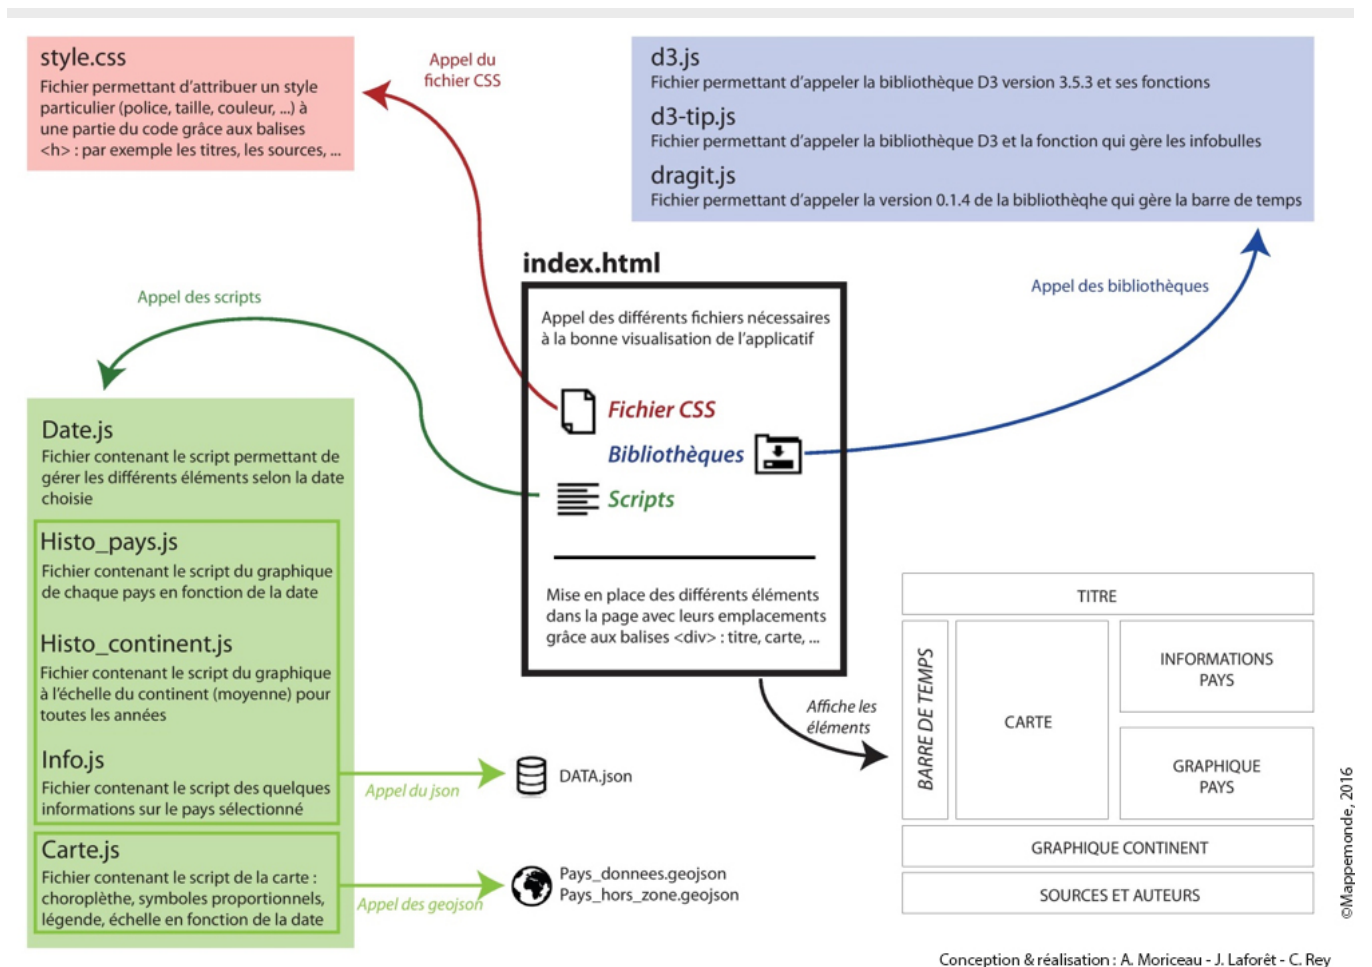 style.css
Fichier permettant d'attribuer un style
particulier (police, taille, couleur, ...) à
une partie du code grâce aux balises
<h> : par exemple les titres, les sources, ...
Appel du
fichier CSS
d3.js
Fichier permettant d'appeler la bibliothèque D3 version 3.5.3 et ses fonctions
d3-tip.js
Fichier permettant d'appeler la bibliothèque D3 et la fonction qui gère les infobulles
dragit.js
Fichier permettant d'appeler la version 0.1.4 de la bibliothèqhe qui gère la barre de temps
Appel des bibliothèques
Appel des scripts
index.html
Appel des différents fichiers nécessaires
à la bonne visualisation de l'applicatif
Fichier CSS
Bibliothèques
Scripts
Mise en place des différents éléments
dans la page avec leurs emplacements
grâce aux balises <div> : titre, carte, ...
Date.js
Fichier contenant le script permettant de
gérer les différents éléments selon la date
choisie
Histo_pays.js
Fichier contenant le script du graphique
de chaque pays en fonction de la date
Histo_continent.js
Fichier contenant le script du graphique
à l'échelle du continent (moyenne) pour
toutes les années
Info.js
Fichier contenant le script des quelques
informations sur le pays sélectionné
Carte.js
Fichier contenant le script de la carte :
choroplèthe, symboles proportionnels,
légende, échelle en fonction de la date
Appel du json
DATA.json
Appel des geojson
Pays_donnees.geojson
Pays_hors_zone.geojson
Affiche les
éléments
TITRE
BARRE DE TEMPS
CARTE
INFORMATIONS
PAYS
GRAPHIQUE
PAYS
GRAPHIQUE CONTINENT
SOURCES ET AUTEURS
©Mappemonde, 2016
Conception & réalisation : A. Moriceau - J. Laforêt - C. Rey